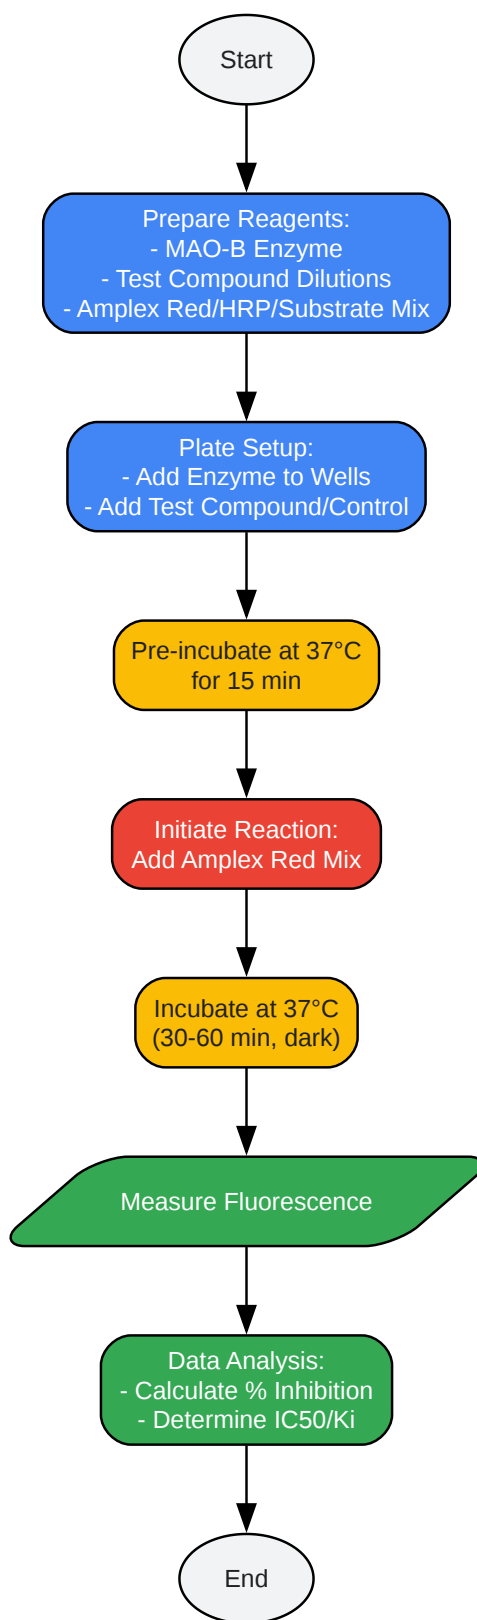 Start
Prepare Reagents:
- MAO-B Enzyme
- Test Compound Dilutions
- Amplex Red/HRP/Substrate Mix
Plate Setup:
- Add Enzyme to Wells
- Add Test Compound/Control
Pre-incubate at 37°C
for 15 min
Initiate Reaction:
Add Amplex Red Mix
Incubate at 37°C
(30-60 min, dark)
Measure Fluorescence
Data Analysis:
- Calculate % Inhibition
- Determine IC50/Ki
End